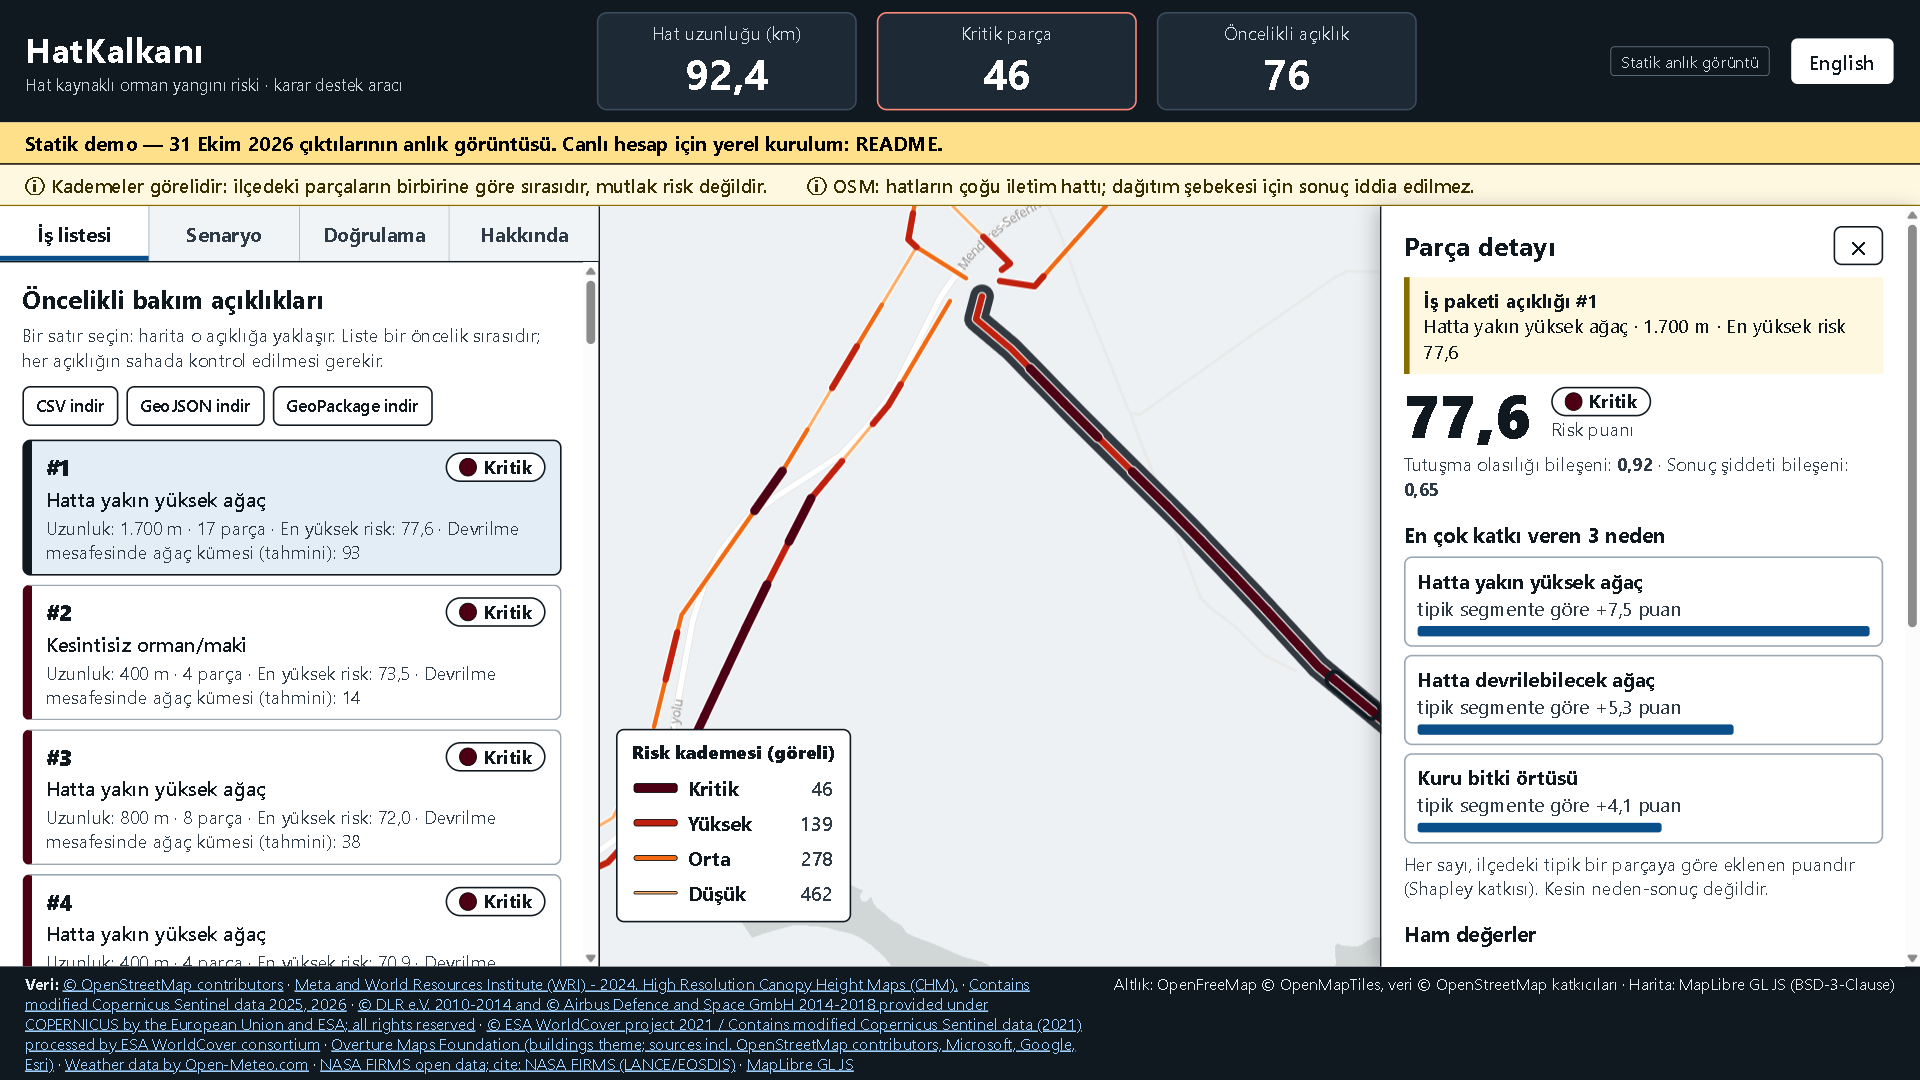 HatKalkanı
Hat kaynaklı orman yangını riski · karar destek aracı
Hat uzunluğu (km)
92,4
Kritik parça
46
Öncelikli açıklık
76
Statik anlık görüntü
English
Statik demo — 31 Ekim 2026 çıktılarının anlık görüntüsü. Canlı hesap için yerel kurulum: README.
ⓘ Kademeler görelidir: ilçedeki parçaların birbirine göre sırasıdır, mutlak risk değildir.
ⓘ OSM: hatların çoğu iletim hattı; dağıtım şebekesi için sonuç iddia edilmez.
İş listesi
Senaryo
Doğrulama
Hakkında
Öncelikli bakım açıklıkları
Bir satır seçin: harita o açıklığa yaklaşır. Liste bir öncelik sırasıdır;
her açıklığın sahada kontrol edilmesi gerekir.
CSV indir
GeoJSON indir
GeoPackage indir
#1
Kritik
Hatta yakın yüksek ağaç
Uzunluk: 1.700 m · 17 parça · En yüksek risk: 77,6 · Devrilme
mesafesinde ağaç kümesi (tahmini): 93
#2
Kritik
Kesintisiz orman/maki
Uzunluk: 400 m · 4 parça · En yüksek risk: 73,5 · Devrilme
mesafesinde ağaç kümesi (tahmini): 14
#3
Kritik
Hatta yakın yüksek ağaç
Uzunluk: 800 m · 8 parça · En yüksek risk: 72,0 · Devrilme
mesafesinde ağaç kümesi (tahmini): 38
#4
Kritik
Hatta yakın yüksek ağaç
Uzunluk: 400 m · 4 parça · En yüksek risk: 70,9 · Devrilme
yolu
Risk kademesi (göreli)
Kritik 46
Yüksek 139
Orta 278
Düşük 462
Parça detayı
×
İş paketi açıklığı #1
Hatta yakın yüksek ağaç · 1.700 m · En yüksek risk
77,6
77,6
Kritik
Risk puanı
Tutuşma olasılığı bileşeni: 0,92 · Sonuç şiddeti bileşeni:
0,65
En çok katkı veren 3 neden
Hatta yakın yüksek ağaç
tipik segmente göre +7,5 puan
Hatta devrilebilecek ağaç
tipik segmente göre +5,3 puan
Kuru bitki örtüsü
tipik segmente göre +4,1 puan
Her sayı, ilçedeki tipik bir parçaya göre eklenen puandır
(Shapley katkısı). Kesin neden-sonuç değildir.
Ham değerler
Veri: © OpenStreetMap contributors · Meta and World Resources Institute (WRI) - 2024. High Resolution Canopy Height Maps (CHM). · Contains
modified Copernicus Sentinel data 2025, 2026 · © DLR e.V. 2010-2014 and © Airbus Defence and Space GmbH 2014-2018 provided under
COPERNICUS by the European Union and ESA; all rights reserved · © ESA WorldCover project 2021 / Contains modified Copernicus Sentinel data (2021)
processed by ESA WorldCover consortium · Overture Maps Foundation (buildings theme; sources incl. OpenStreetMap contributors, Microsoft, Google,
Esri) · Weather data by Open-Meteo.com · NASA FIRMS open data; cite: NASA FIRMS (LANCE/EOSDIS) · MapLibre GL JS
Altlık: OpenFreeMap © OpenMapTiles, veri © OpenStreetMap katkıcıları · Harita: MapLibre GL JS (BSD-3-Clause)